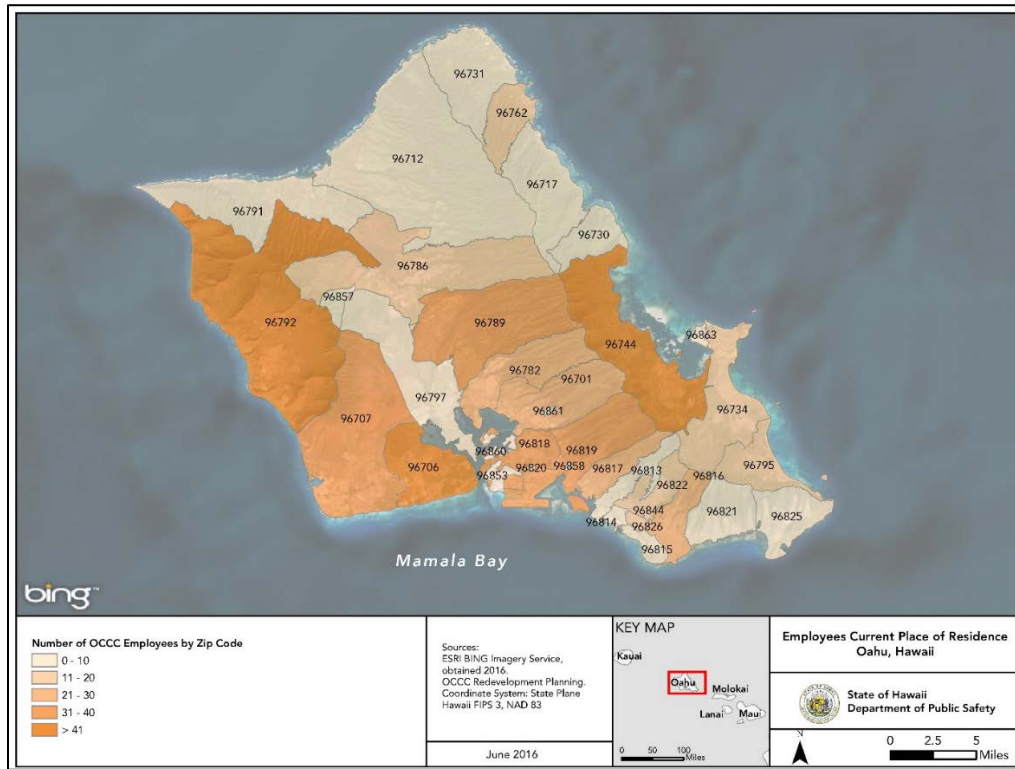 96731
96762
96712
96717
96791
96730
96786
96857
96789
96792
96744
96863
96782
96701
96797
96734
96707
96861
96818
96819
96860
96795
96706
96853
96820
96858
96817
96813
96816
96822
96821
96825
96844
96814
96826
96815
Mamala Bay
bing™
Number of OCCC Employees by Zip Code
0 - 10
11 - 20
21 - 30
31 - 40
> 41
Sources:
ESRI BING Imagery Service,
obtained 2016.
OCCC Redevelopment Planning.
Coordinate System: State Plane
Hawaii FIPS 3, NAD 83
June 2016
KEY MAP
Kauai
Oahu
Molokai
Lanai
Maui
0 50 100
Miles
Employees Current Place of Residence
Oahu, Hawaii
State of Hawaii
Department of Public Safety
N
0 2.5 5
Miles